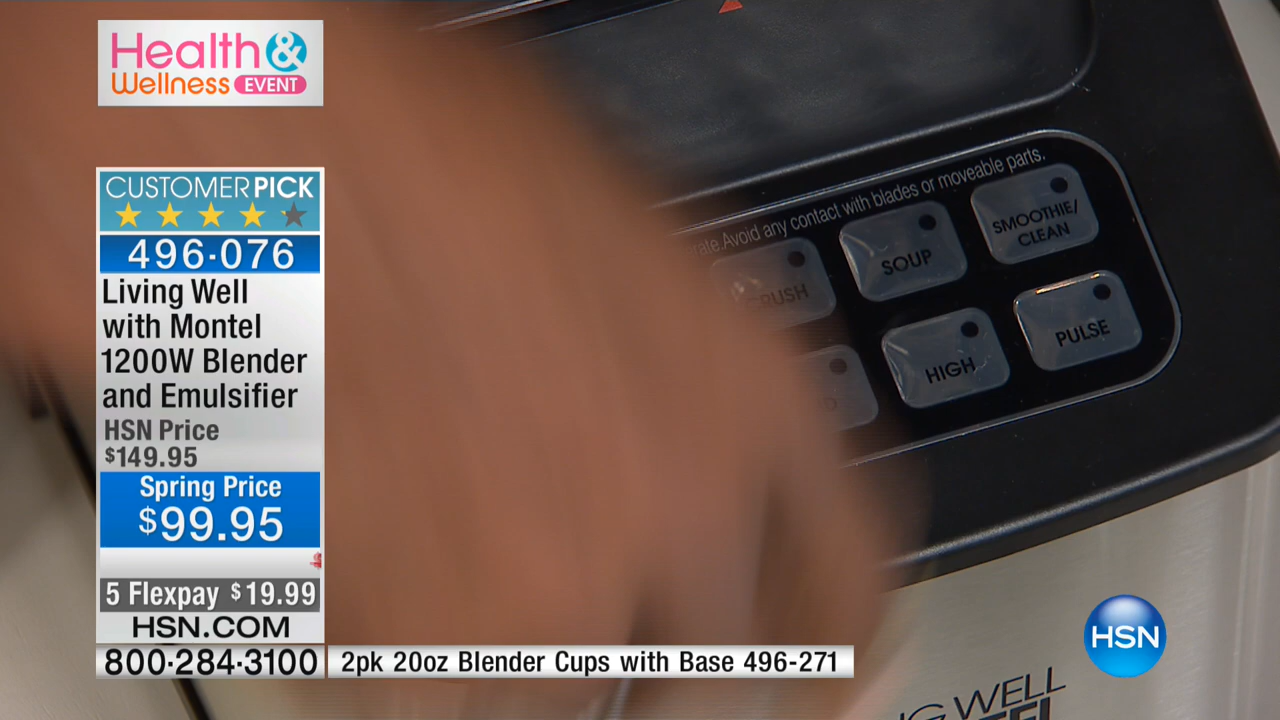 Health &
Wellness EVENT
CUSTOMER PICK
496-076
Living Well
with Montel
1200W Blender
and Emulsifier
HSN Price
$149.95
Spring Price
$99.95
5 Flexpay $19.99
HSN.COM
800-284-3100
2pk 20oz Blender Cups with Base 496-271
Avoid any contact with blades or moveable parts.
SOUP
SMOOTHIE/
CLEAN
HIGH
PULSE
HSN
WELL